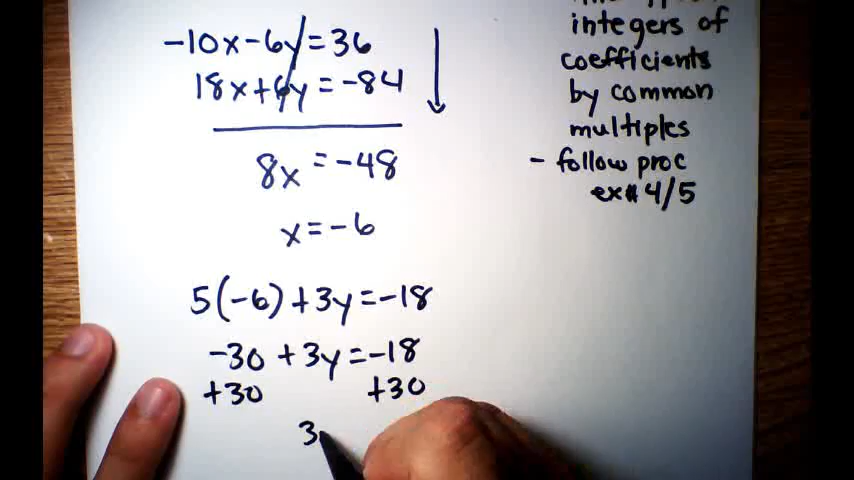 -10x-6y=36
18x+6y=-84
8x=-48
x=-6
5(-6)+3y=-18
-30+3y=-18
+30 +30
3
integers of
coefficients
by common
multiples
- follow proc
ex# 4/5